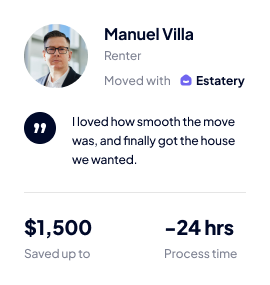 Manuel Villa
Renter
Moved with Estatery
”
I loved how smooth the move
was, and finally got the house
we wanted.
$1,500 -24 hrs
Saved up to Process time